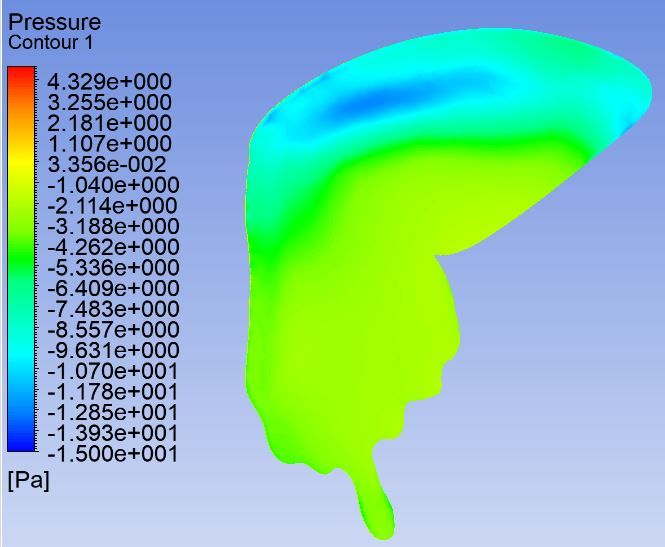 Pressure
Contour 1
4.329e+000
3.255e+000
2.181e+000
1.107e+000
3.356e-002
-1.040e+000
-2.114e+000
-3.188e+000
-4.262e+000
-5.336e+000
-6.409e+000
-7.483e+000
-8.557e+000
-9.631e+000
-1.070e+001
-1.178e+001
-1.285e+001
-1.393e+001
-1.500e+001
[Pa]